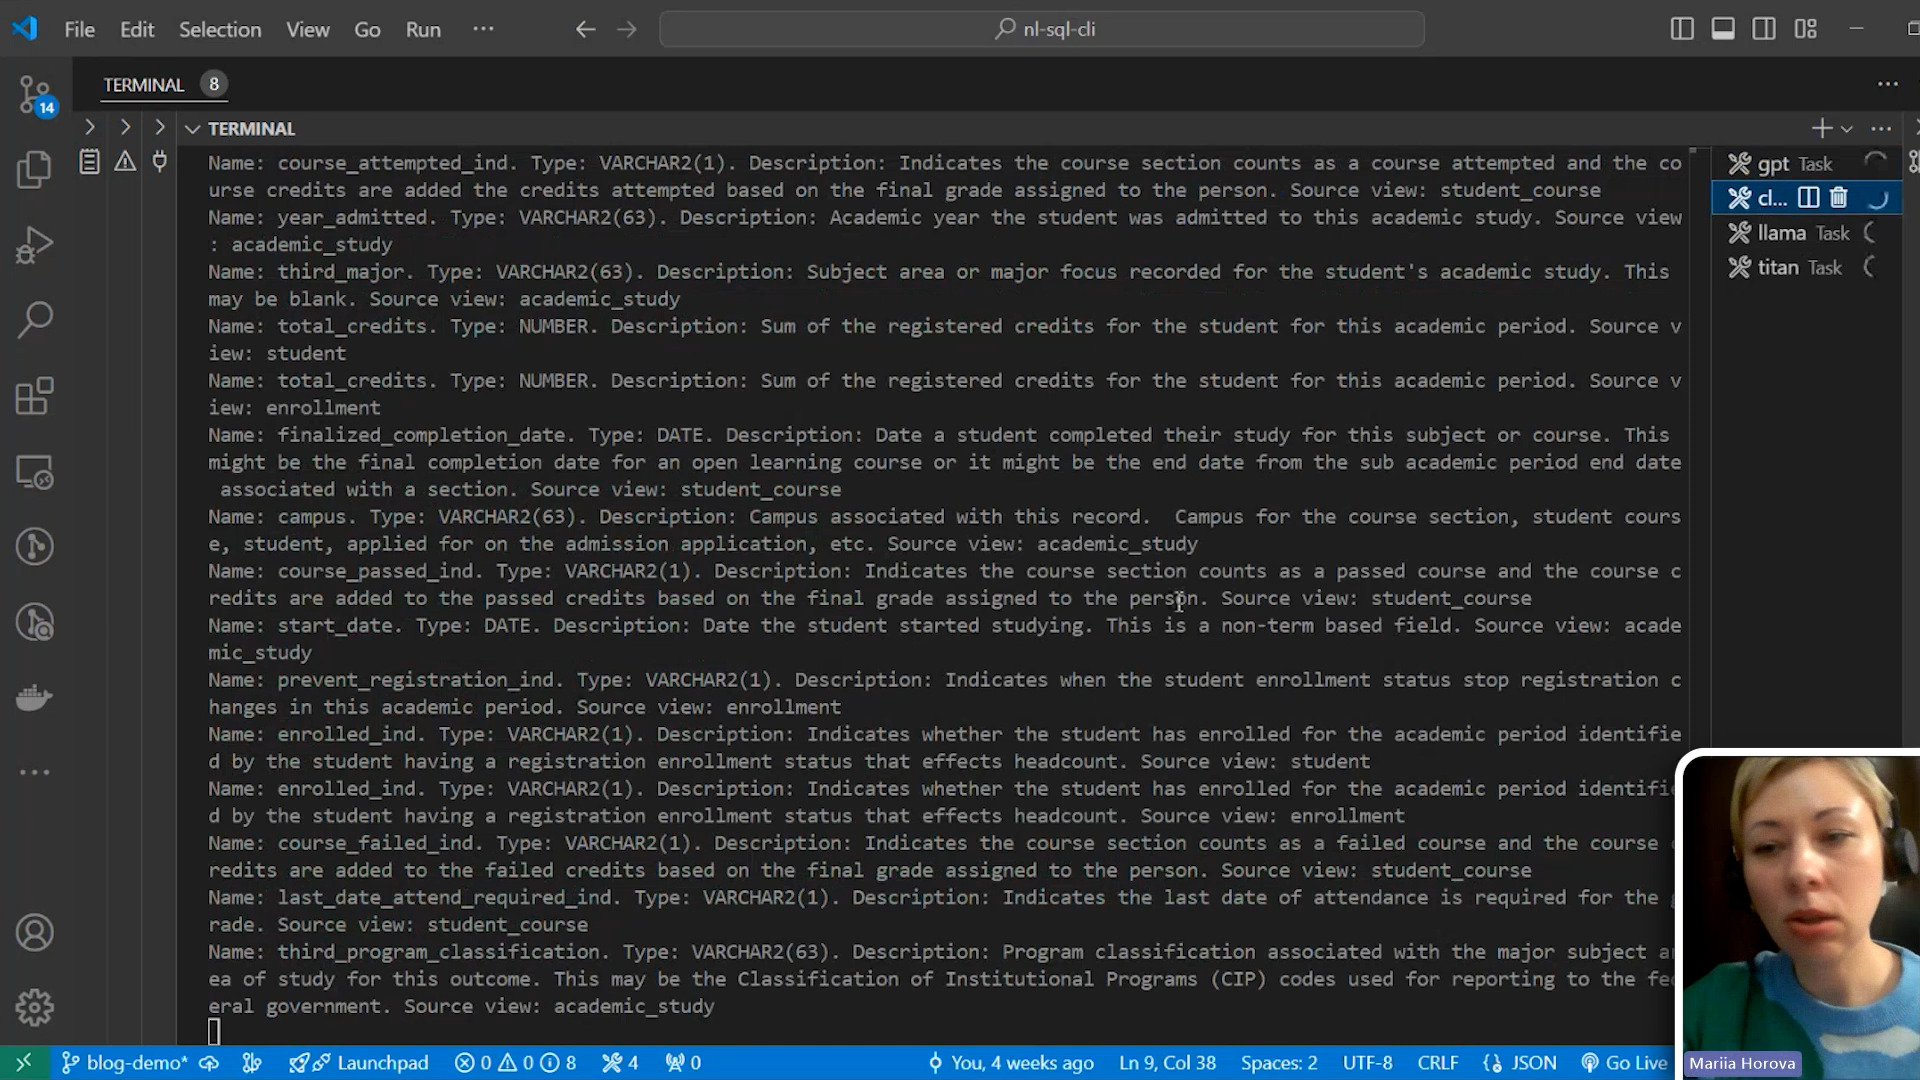 File Edit Selection View Go Run ··· nl-sql-cli
TERMINAL 8
14
TERMINAL
Name: course_attempted_ind. Type: VARCHAR2(1). Description: Indicates the course section counts as a course attempted and the co
urse credits are added the credits attempted based on the final grade assigned to the person. Source view: student_course
Name: year_admitted. Type: VARCHAR2(63). Description: Academic year the student was admitted to this academic study. Source view
: academic_study
Name: third_major. Type: VARCHAR2(63). Description: Subject area or major focus recorded for the student's academic study. This
may be blank. Source view: academic_study
Name: total_credits. Type: NUMBER. Description: Sum of the registered credits for the student for this academic period. Source v
iew: student
Name: total_credits. Type: NUMBER. Description: Sum of the registered credits for the student for this academic period. Source v
iew: enrollment
Name: finalized_completion_date. Type: DATE. Description: Date a student completed their study for this subject or course. This
might be the final completion date for an open learning course or it might be the end date from the sub academic period end date
associated with a section. Source view: student_course
Name: campus. Type: VARCHAR2(63). Description: Campus associated with this record.  Campus for the course section, student cours
e, student, applied for on the admission application, etc. Source view: academic_study
Name: course_passed_ind. Type: VARCHAR2(1). Description: Indicates the course section counts as a passed course and the course c
redits are added to the passed credits based on the final grade assigned to the person. Source view: student_course
Name: start_date. Type: DATE. Description: Date the student started studying. This is a non-term based field. Source view: acade
mic_study
Name: prevent_registration_ind. Type: VARCHAR2(1). Description: Indicates when the student enrollment status stop registration c
hanges in this academic period. Source view: enrollment
Name: enrolled_ind. Type: VARCHAR2(1). Description: Indicates whether the student has enrolled for the academic period identifie
d by the student having a registration enrollment status that effects headcount. Source view: student
Name: enrolled_ind. Type: VARCHAR2(1). Description: Indicates whether the student has enrolled for the academic period identifie
d by the student having a registration enrollment status that effects headcount. Source view: enrollment
Name: course_failed_ind. Type: VARCHAR2(1). Description: Indicates the course section counts as a failed course and the course c
redits are added to the failed credits based on the final grade assigned to the person. Source view: student_course
Name: last_date_attend_required_ind. Type: VARCHAR2(1). Description: Indicates the last date of attendance is required for the g
rade. Source view: student_course
Name: third_program_classification. Type: VARCHAR2(63). Description: Program classification associated with the major subject ar
ea of study for this outcome. This may be the Classification of Institutional Programs (CIP) codes used for reporting to the fed
eral government. Source view: academic_study
gpt Task
cl...
llama Task
titan Task
Mariia Horova
blog-demo* Launchpad 0 0 8 4 0 You, 4 weeks ago Ln 9, Col 38 Spaces: 2 UTF-8 CRLF {} JSON Go Live